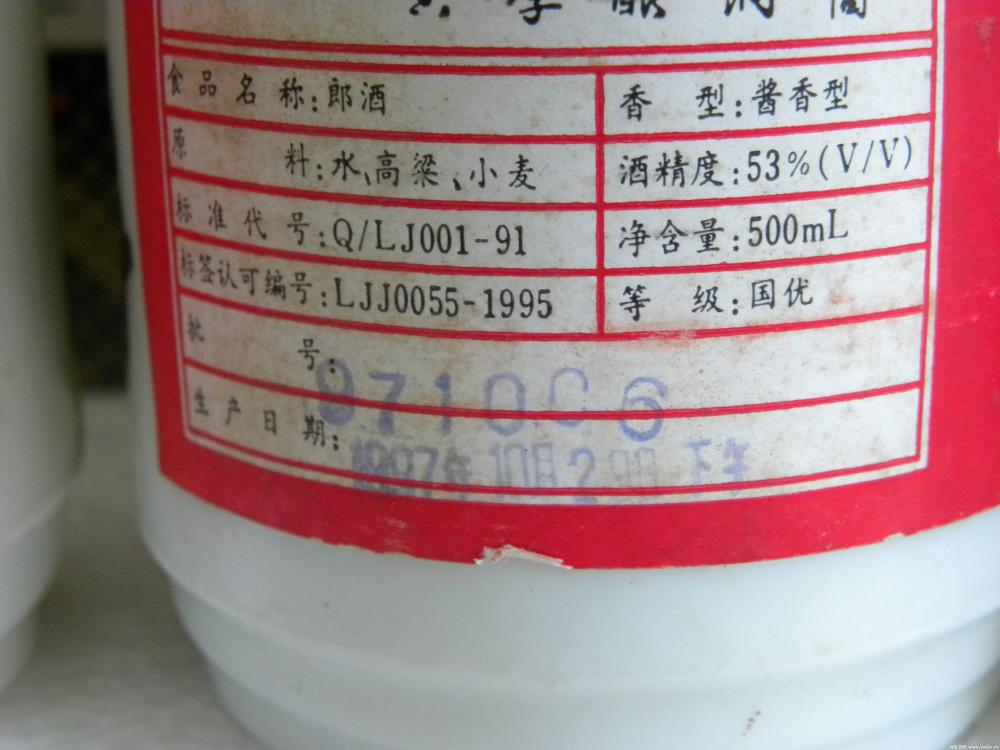 食品名称:郎酒
香型:酱香型
原料:水、高粱、小麦
酒精度:53%(V/V)
标准代号:Q/LJ001-91
净含量:500mL
标签认可编号:LJJ0055-1995
等级:国优
批号:
971006
生产日期:
1997年10月2 下午